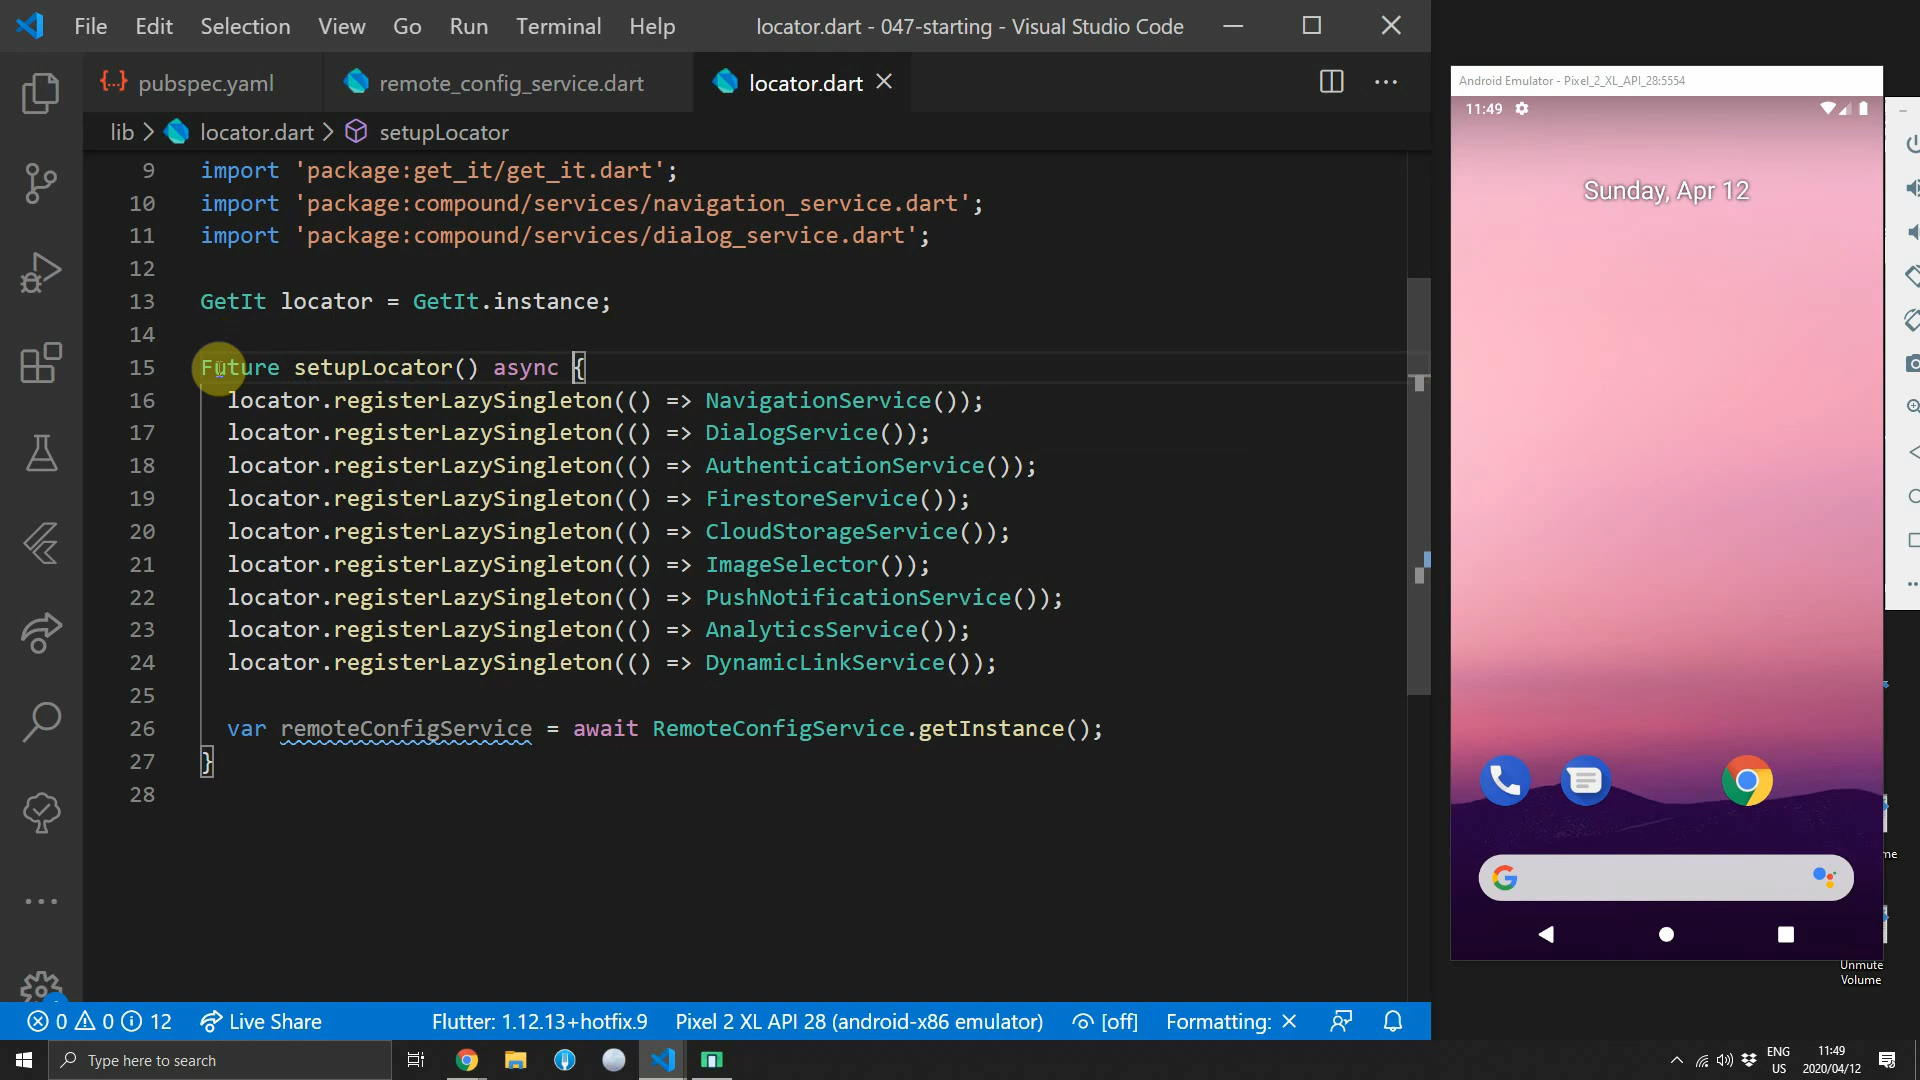 File Edit Selection View Go Run Terminal Help
locator.dart - 047-starting - Visual Studio Code
pubspec.yaml
remote_config_service.dart
locator.dart
lib > locator.dart > setupLocator
9 import 'package:get_it/get_it.dart';
10 import 'package:compound/services/navigation_service.dart';
11 import 'package:compound/services/dialog_service.dart';
12
13 GetIt locator = GetIt.instance;
14
15 Future setupLocator() async {
16 locator.registerLazySingleton(() => NavigationService());
17 locator.registerLazySingleton(() => DialogService());
18 locator.registerLazySingleton(() => AuthenticationService());
19 locator.registerLazySingleton(() => FirestoreService());
20 locator.registerLazySingleton(() => CloudStorageService());
21 locator.registerLazySingleton(() => ImageSelector());
22 locator.registerLazySingleton(() => PushNotificationService());
23 locator.registerLazySingleton(() => AnalyticsService());
24 locator.registerLazySingleton(() => DynamicLinkService());
25
26 var remoteConfigService = await RemoteConfigService.getInstance();
27 }
28
0 0 12 Live Share Flutter: 1.12.13+hotfix.9 Pixel 2 XL API 28 (android-x86 emulator) [off] Formatting: ×
Android Emulator - Pixel_2_XL_API_28:5554
11:49
Sunday, Apr 12
me
Unmute
Volume
Type here to search
ENG
US
11:49
2020/04/12